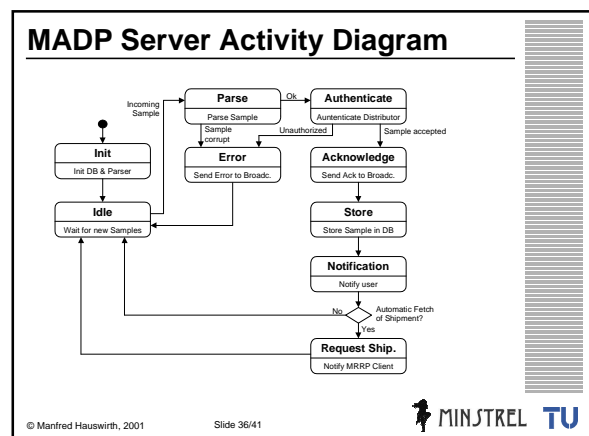 MADP Server Activity Diagram
Incoming
Sample
Parse
Parse Sample
Ok
Authenticate
Auntenticate Distributor
Sample
corrupt
Unauthorized
Sample accepted
Init
Init DB & Parser
Error
Send Error to Broadc.
Acknowledge
Send Ack to Broadc.
Idle
Wait for new Samples
Store
Store Sample in DB
Notification
Notify user
No
Automatic Fetch
of Shipment?
Yes
Request Ship.
Notify MRRP Client
© Manfred Hauswirth, 2001
Slide 36/41
MINSTREL
TU